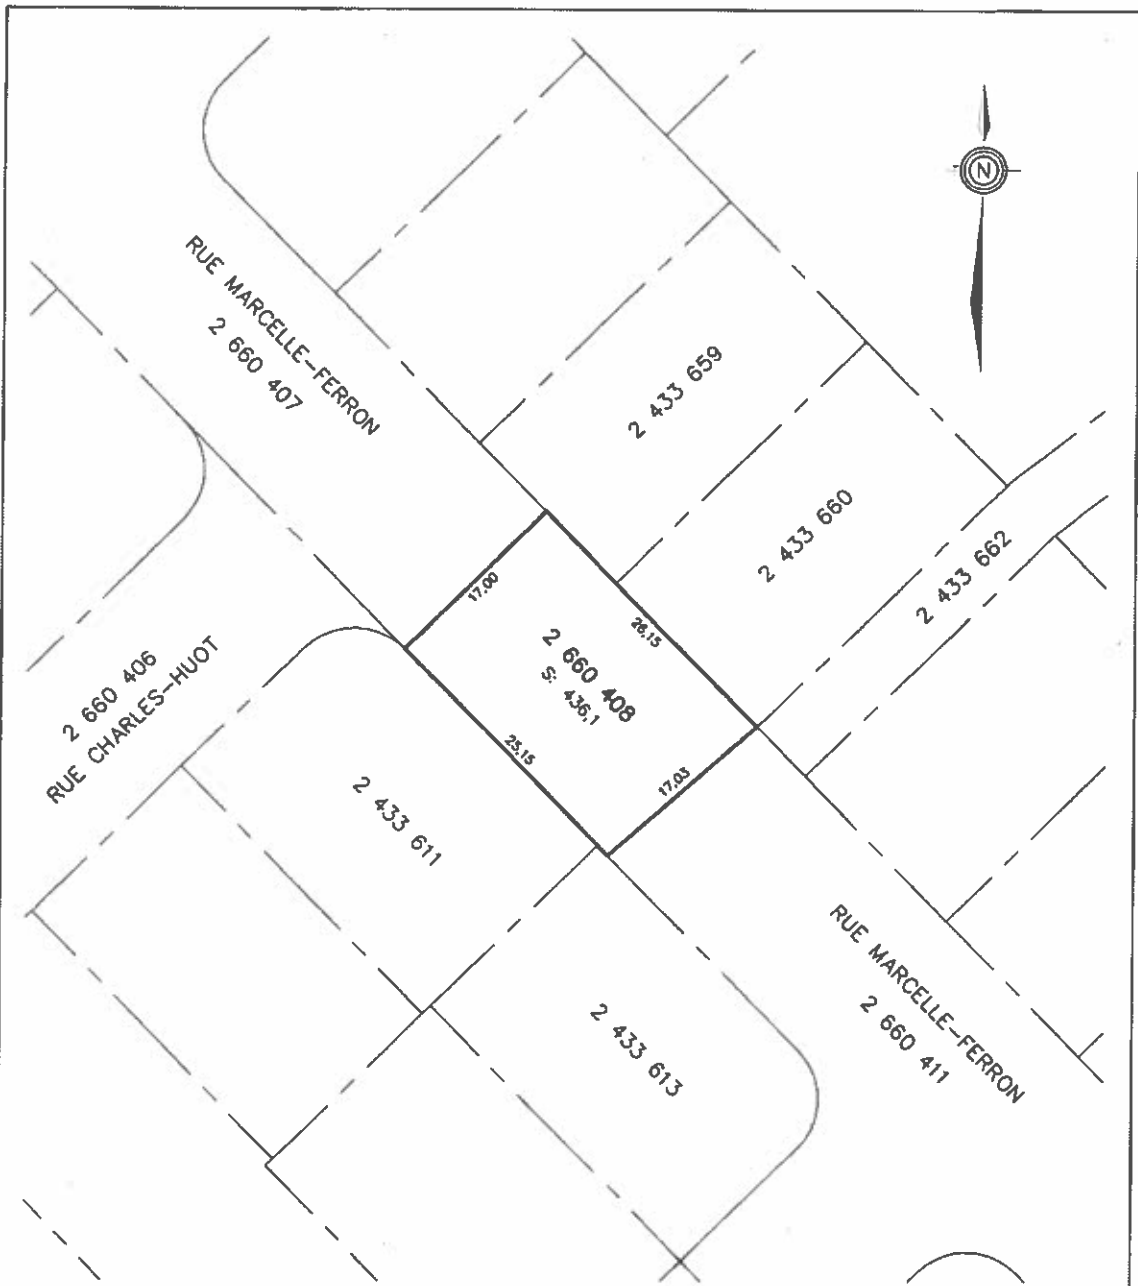 N
RUE MARCELLE-FERRON
2 660 407
2 433 659
2 433 660
2 433 662
17,00
26,15
2 660 408
S: 436,1
25,15
17,03
2 660 406
RUE CHARLES-HUOT
2 433 611
2 433 613
RUE MARCELLE-FERRON
2 660 411